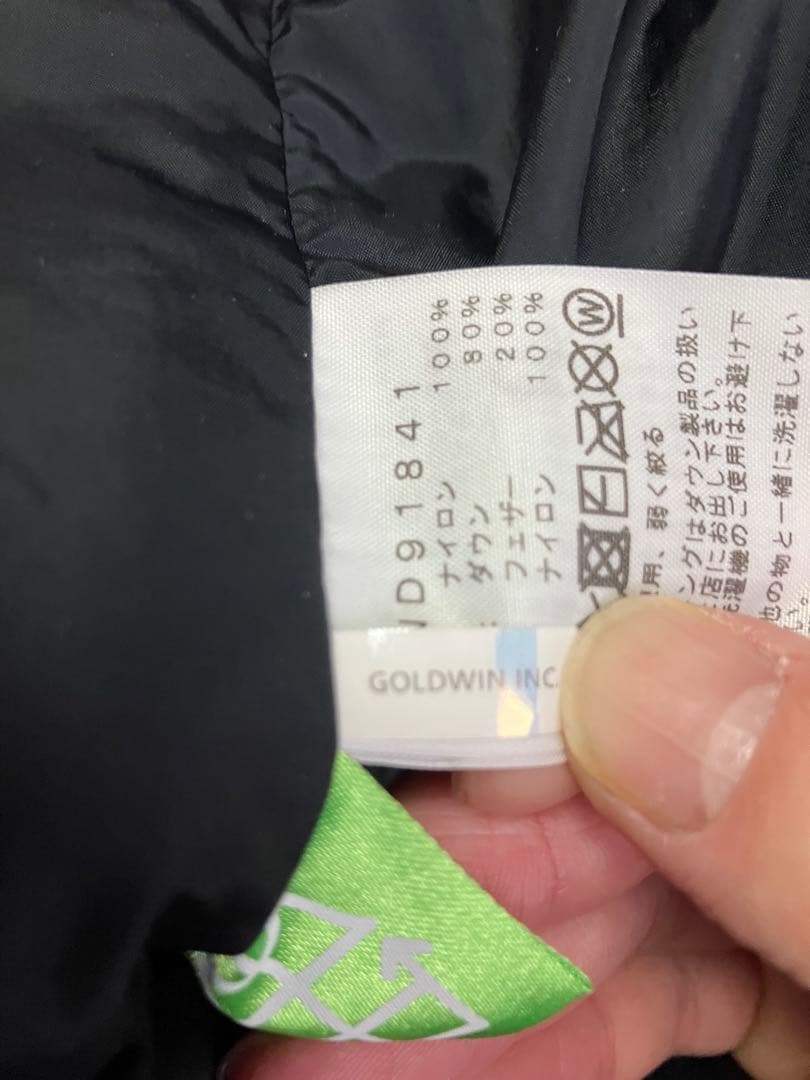 D91841
ナイロン 100%
ダウン 80%
フェザー 20%
ナイロン 100%
W
用、弱く絞る
ングはダウン製品の扱い
店にお出し下さい。
濯機のご使用はお避け下
の物と一緒に洗濯しない
い。
GOLDWIN INC.